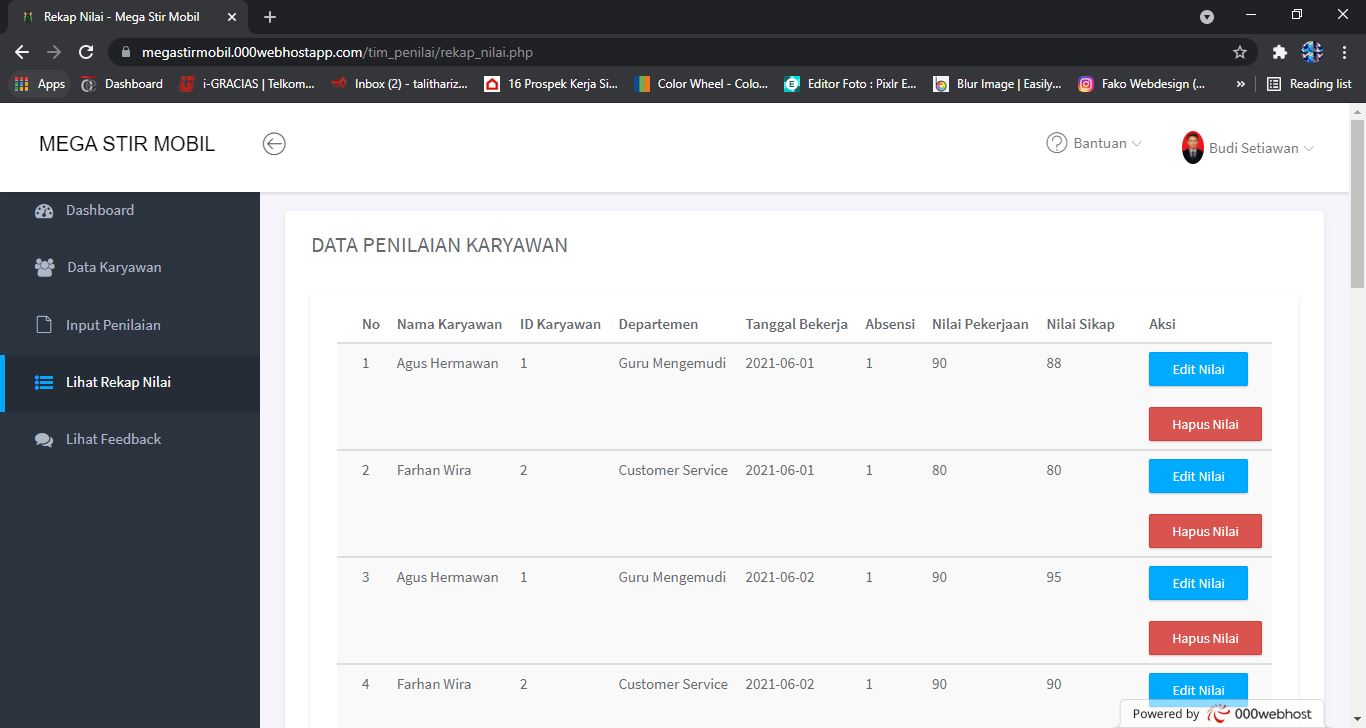 Rekap Nilai - Mega Stir Mobil
megastirmobil.000webhostapp.com/tim_penilai/rekap_nilai.php
Apps Dashboard i-GRACIAS | Telkom... Inbox (2) - talithariz... 16 Prospek Kerja Si... Color Wheel - Colo... Editor Foto : Pixlr E... Blur Image | Easily... Fako Webdesign (... » Reading list
MEGA STIR MOBIL Bantuan Budi Setiawan
Dashboard
Data Karyawan
Input Penilaian
Lihat Rekap Nilai
Lihat Feedback
DATA PENILAIAN KARYAWAN
No Nama Karyawan ID Karyawan Departemen Tanggal Bekerja Absensi Nilai Pekerjaan Nilai Sikap Aksi
1 Agus Hermawan 1 Guru Mengemudi 2021-06-01 1 90 88 Edit Nilai
Hapus Nilai
2 Farhan Wira 2 Customer Service 2021-06-01 1 80 80 Edit Nilai
Hapus Nilai
3 Agus Hermawan 1 Guru Mengemudi 2021-06-02 1 90 95 Edit Nilai
Hapus Nilai
4 Farhan Wira 2 Customer Service 2021-06-02 1 90 90 Edit Nilai
Powered by 000webhost